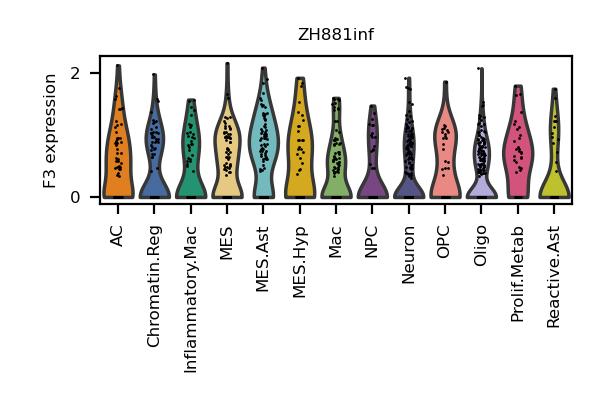 ZH881inf
F3 expression
2
0
AC
Chromatin.Reg
Inflammatory.Mac
MES
MES.Ast
MES.Hyp
Mac
NPC
Neuron
OPC
Oligo
Prolif.Metab
Reactive.Ast